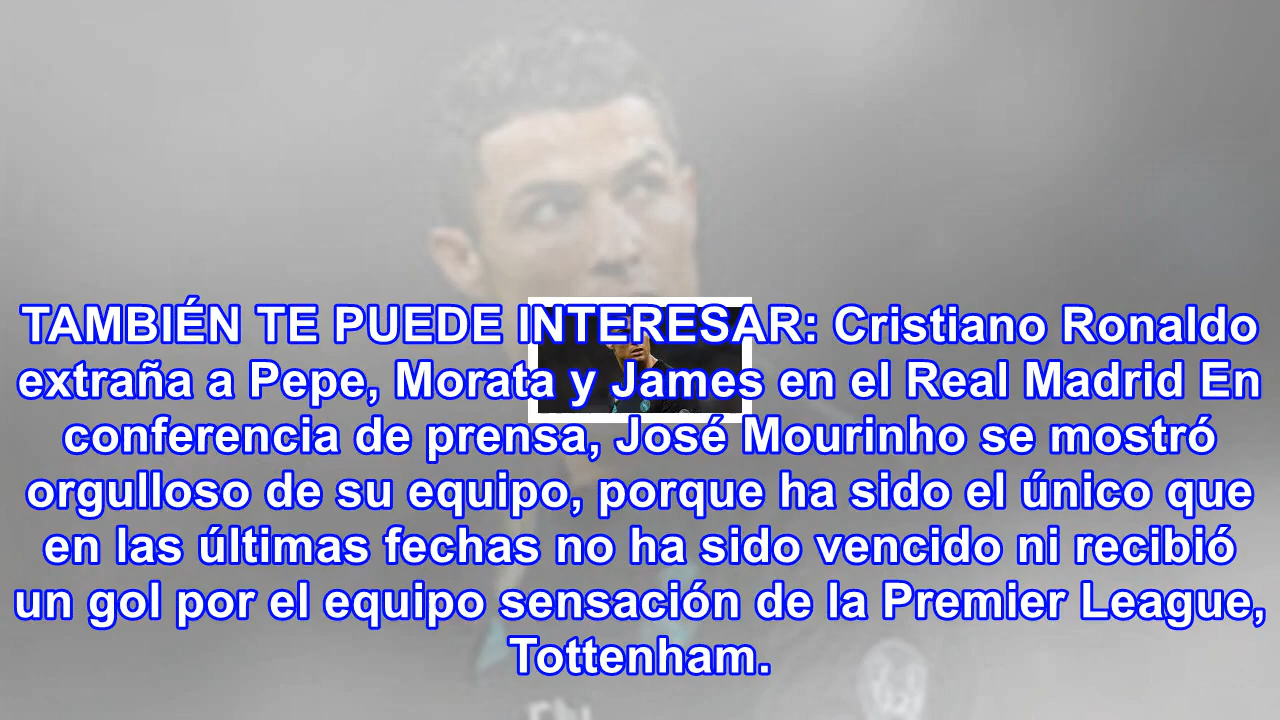 TAMBIÉN TE PUEDE INTERESAR: Cristiano Ronaldo
extraña a Pepe, Morata y James en el Real Madrid En
conferencia de prensa, José Mourinho se mostró
orgulloso de su equipo, porque ha sido el único que
en las últimas fechas no ha sido vencido ni recibió
un gol por el equipo sensación de la Premier League,
Tottenham.